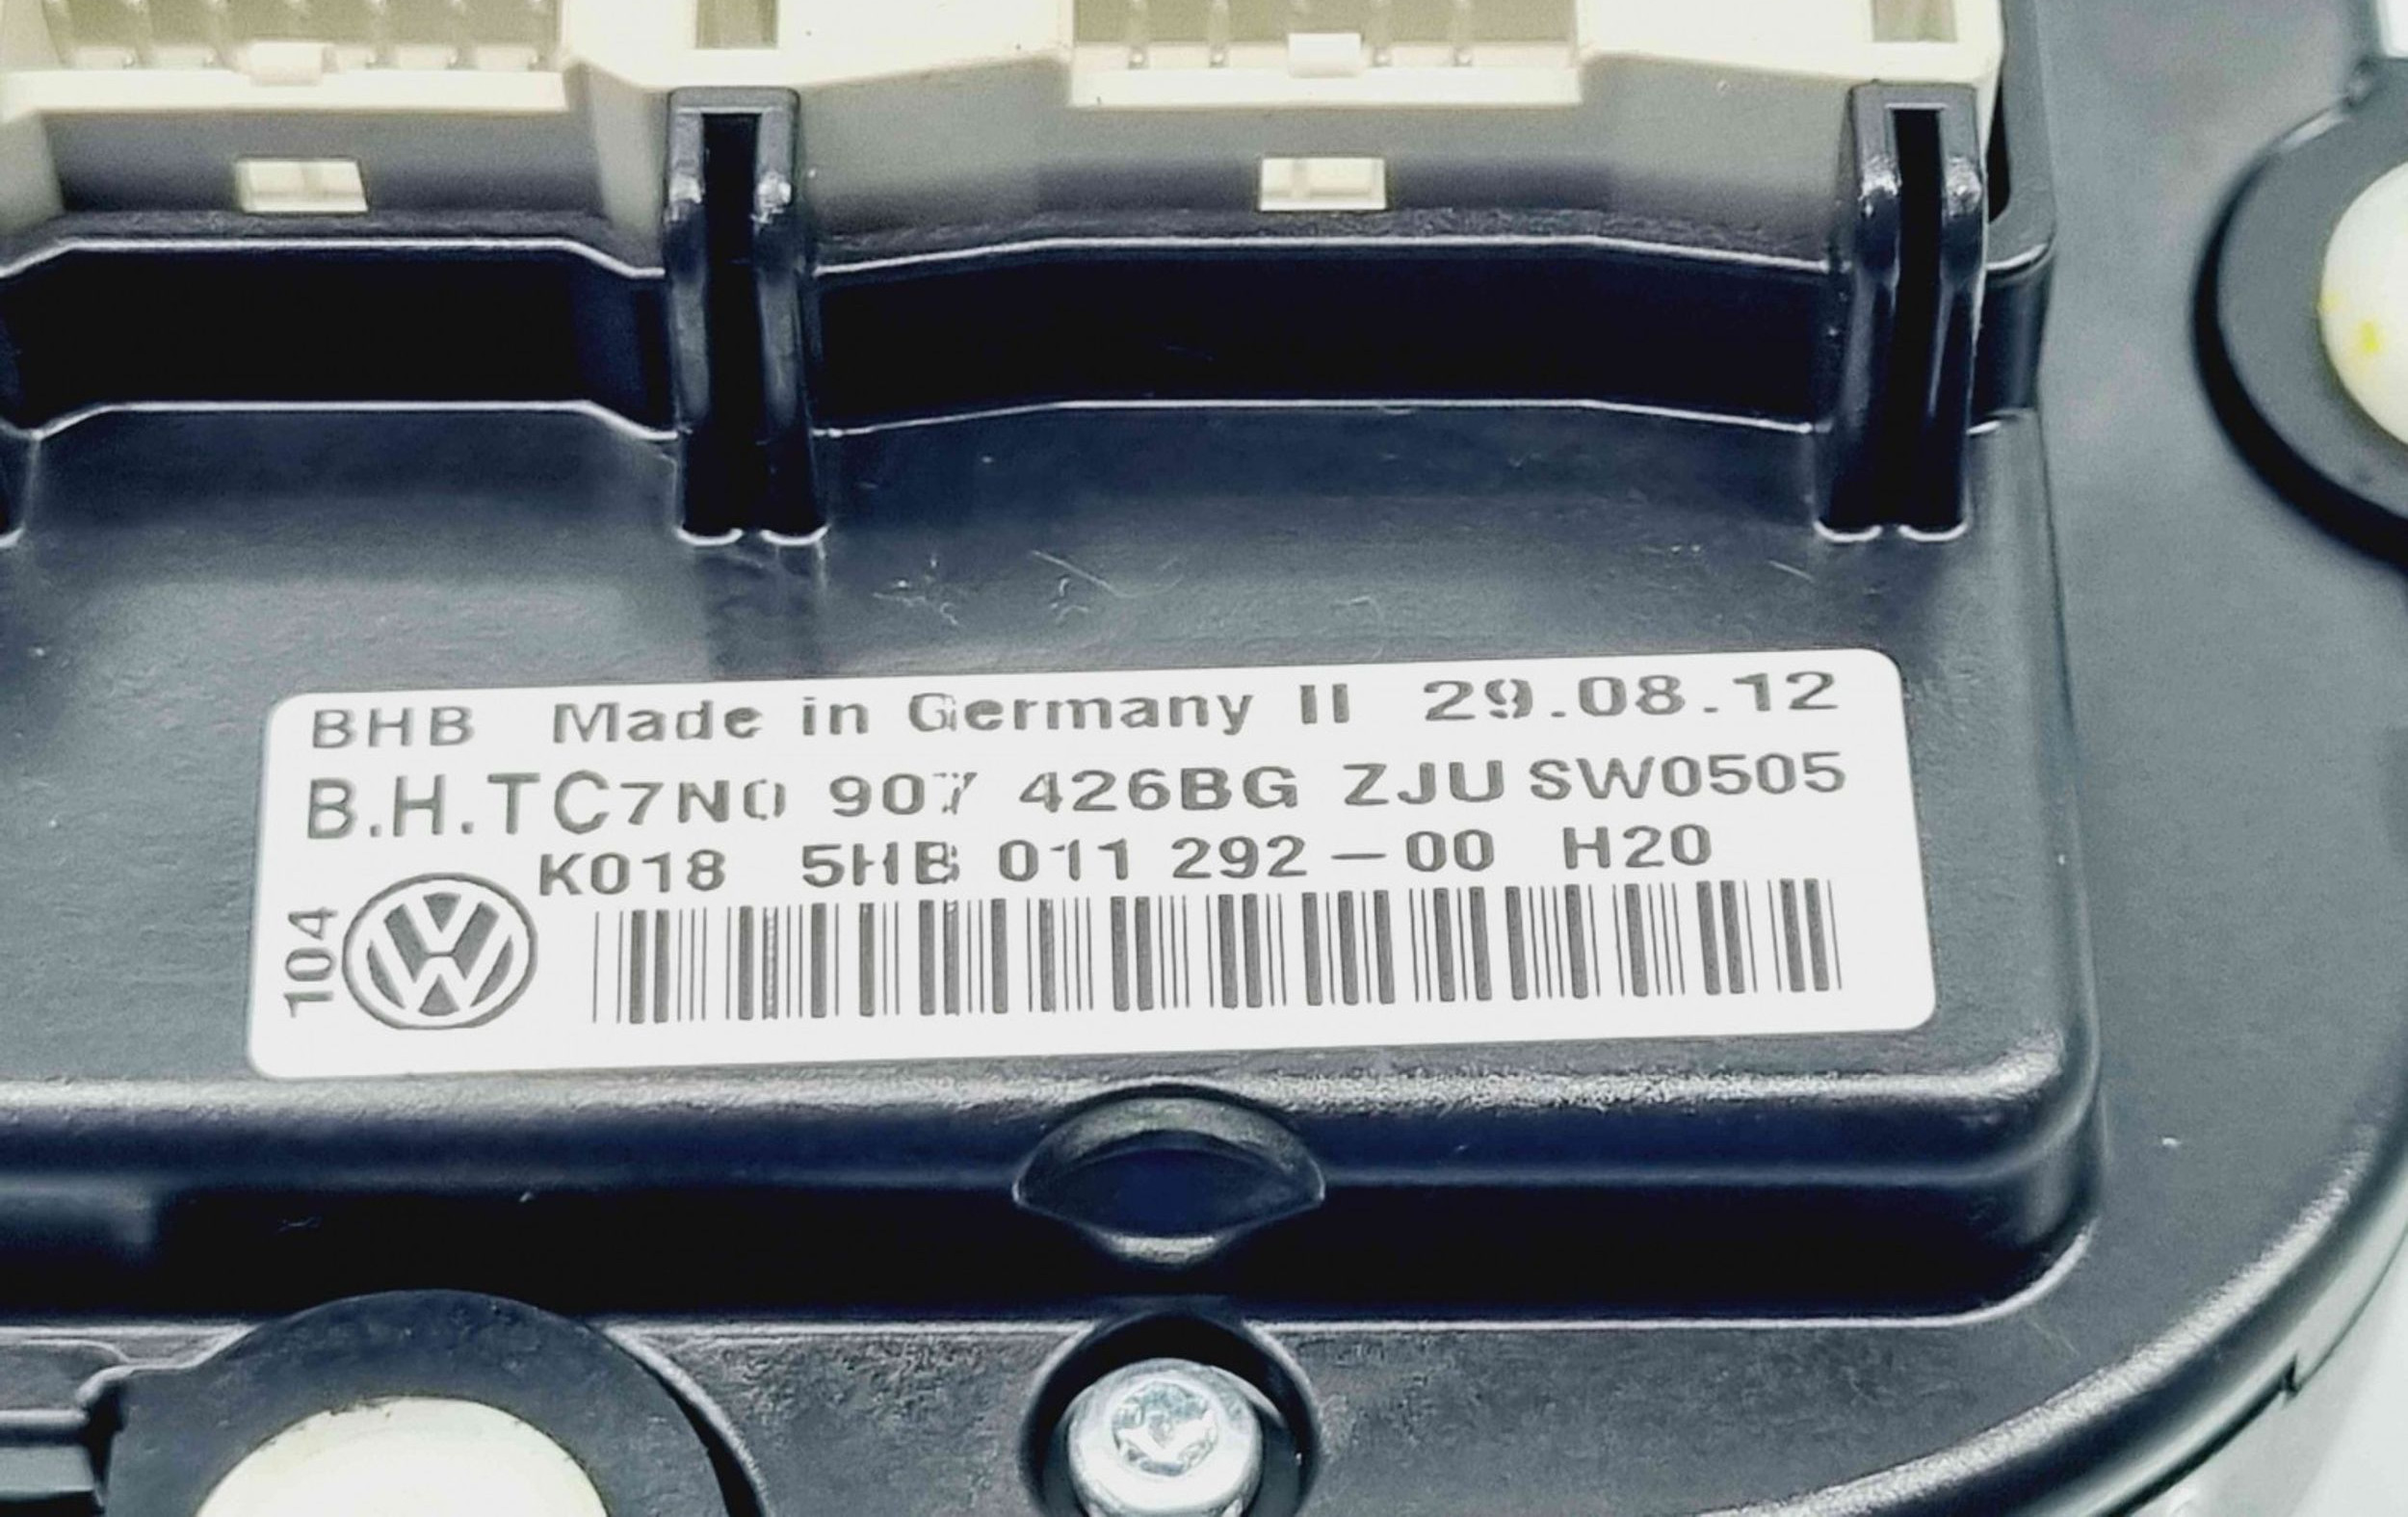 BHB Made in Germany II 29.08.12
B.H.TC7N0 907 426BG ZJU SW0505
K018 5HB 011 292-00 H20
104